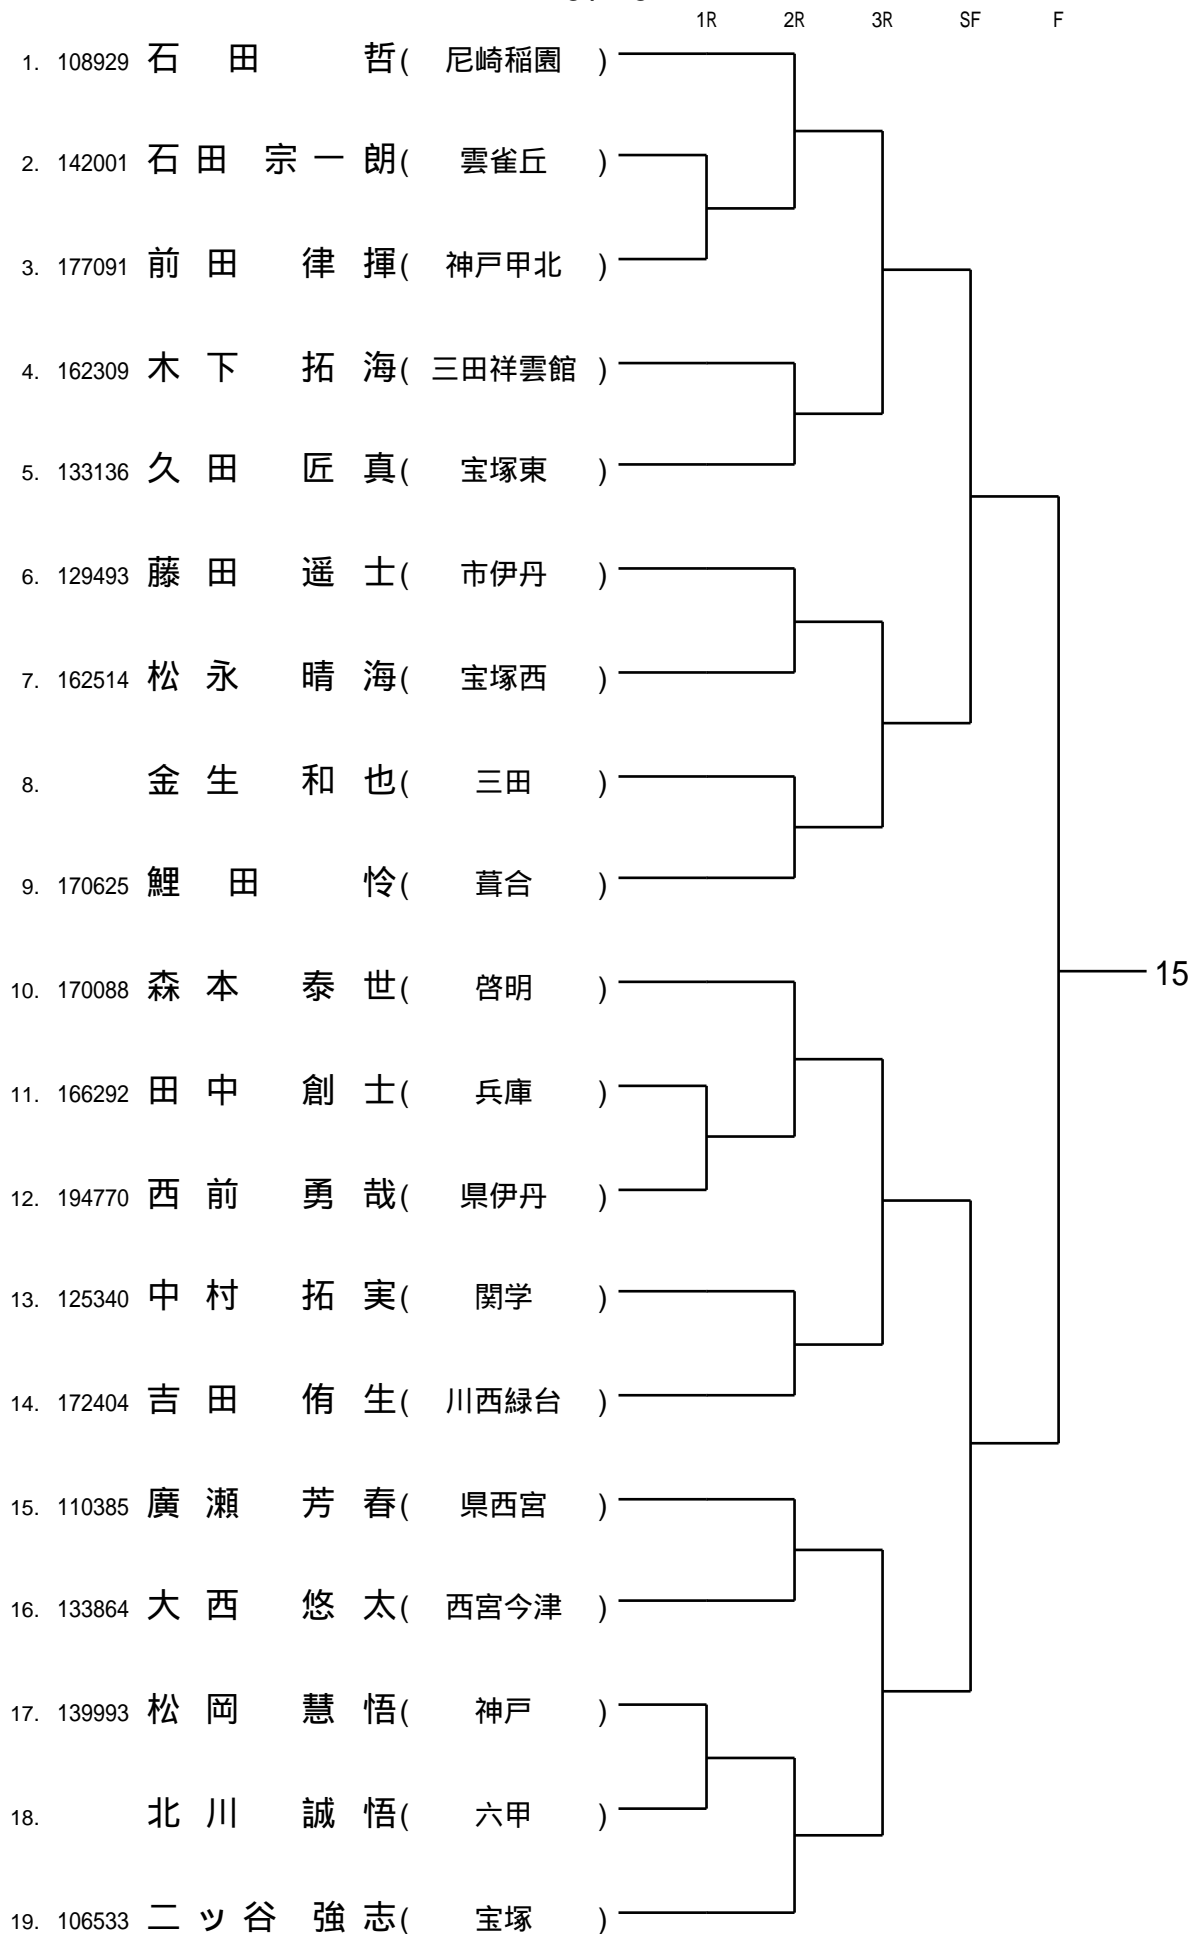 1R 2R 3R SF F
1. 108929 石田 哲( 尼崎稲園 )
2. 142001 石田 宗一朗( 雲雀丘 )
3. 177091 前田 律揮( 神戸甲北 )
4. 162309 木下 拓海( 三田祥雲館 )
5. 133136 久田 匠真( 宝塚東 )
6. 129493 藤田 遥士( 市伊丹 )
7. 162514 松永 晴海( 宝塚西 )
8. 金生 和也( 三田 )
9. 170625 鯉田 怜( 葺合 )
15
10. 170088 森本 泰世( 啓明 )
11. 166292 田中 創士( 兵庫 )
12. 194770 西前 勇哉( 県伊丹 )
13. 125340 中村 拓実( 関学 )
14. 172404 吉田 侑生( 川西緑台 )
15. 110385 廣瀬 芳春( 県西宮 )
16. 133864 大西 悠太( 西宮今津 )
17. 139993 松岡 慧悟( 神戸 )
18. 北川 誠悟( 六甲 )
19. 106533 二ッ谷 強志( 宝塚 )